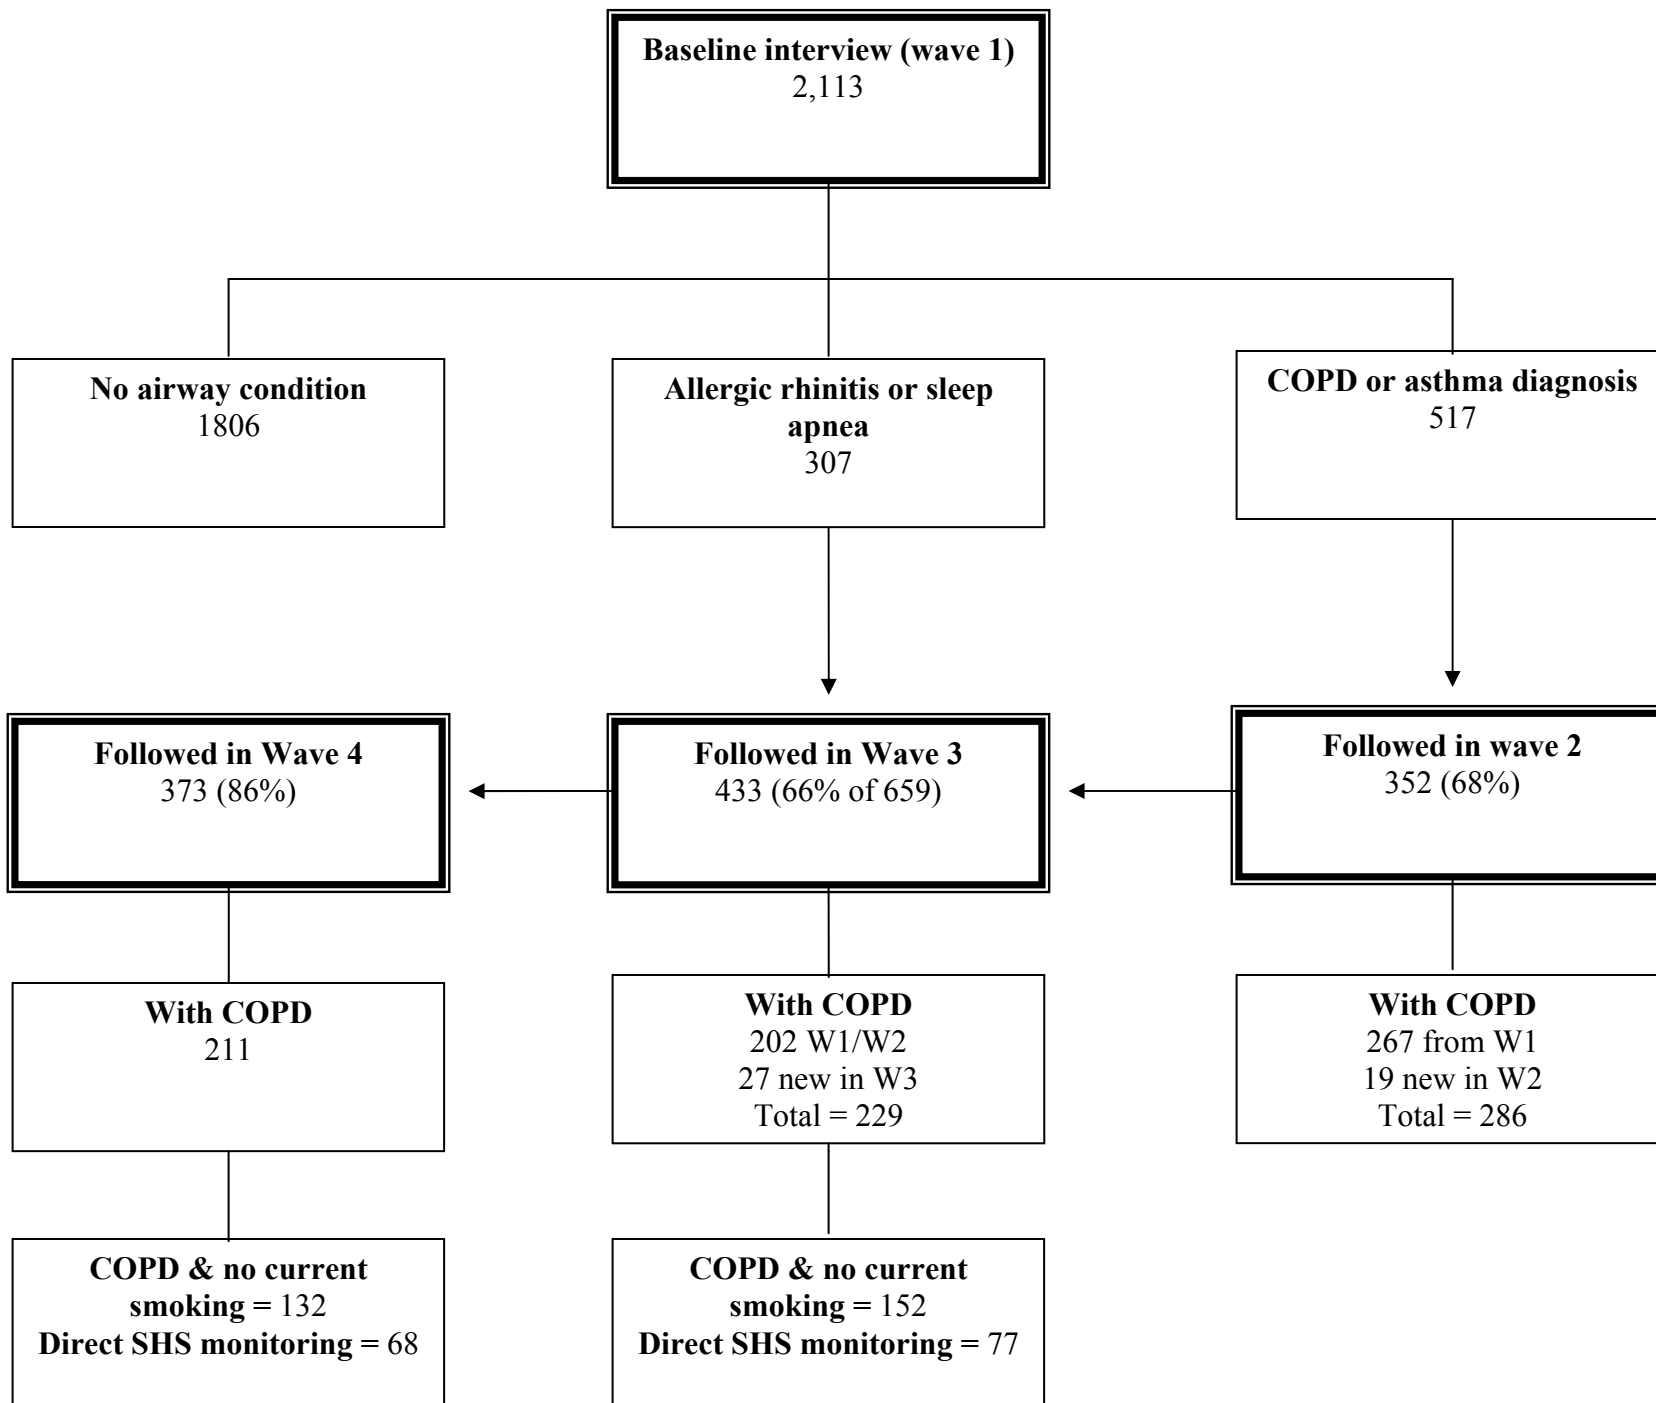 Baseline interview (wave 1)
2,113
No airway condition
1806
Allergic rhinitis or sleep
apnea
307
COPD or asthma diagnosis
517
Followed in Wave 4
373 (86%)
Followed in Wave 3
433 (66% of 659)
Followed in wave 2
352 (68%)
With COPD
211
With COPD
202 W1/W2
27 new in W3
Total = 229
With COPD
267 from W1
19 new in W2
Total = 286
COPD & no current
smoking = 132
Direct SHS monitoring = 68
COPD & no current
smoking = 152
Direct SHS monitoring = 77